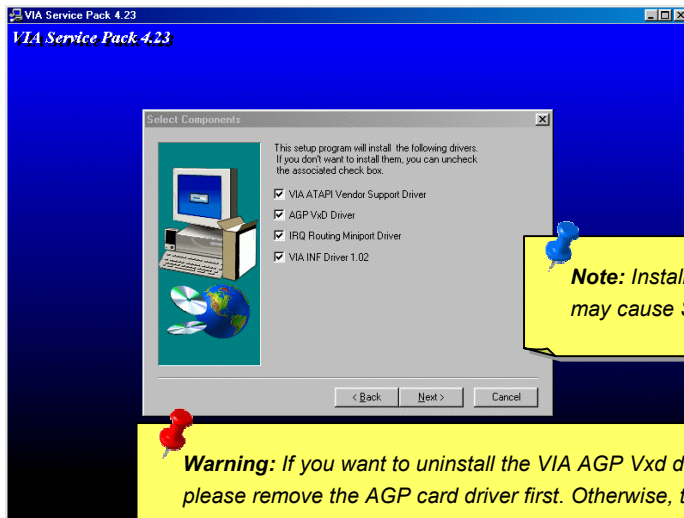 VIA Service Pack 4.23
VIA Service Pack 4.23
Select Components
This setup program will install the following drivers.
If you don't want to install them, you can uncheck
the associated check box.
VIA ATAPI Vendor Support Driver
AGP VxD Driver
IRQ Routing Miniport Driver
VIA INF Driver 1.02
Note: Install
may cause S
< Back
Next >
Cancel
Warning: If you want to uninstall the VIA AGP Vxd d
please remove the AGP card driver first. Otherwise, t